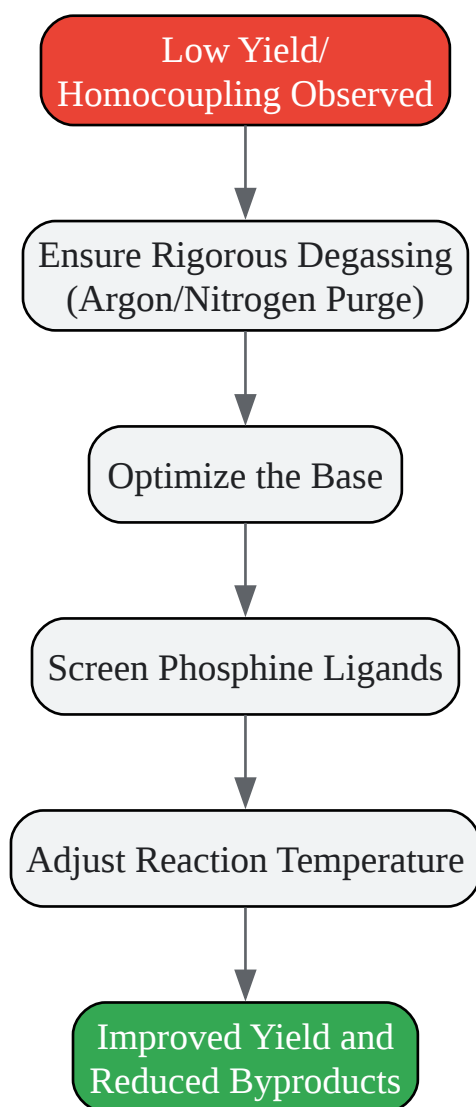 Low Yield/
Homocoupling Observed
Ensure Rigorous Degassing
(Argon/Nitrogen Purge)
Optimize the Base
Screen Phosphine Ligands
Adjust Reaction Temperature
Improved Yield and
Reduced Byproducts